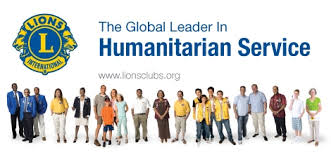 LIONS
L
INTERNATIONAL
The Global Leader In
Humanitarian Service
www.lionsclubs.org